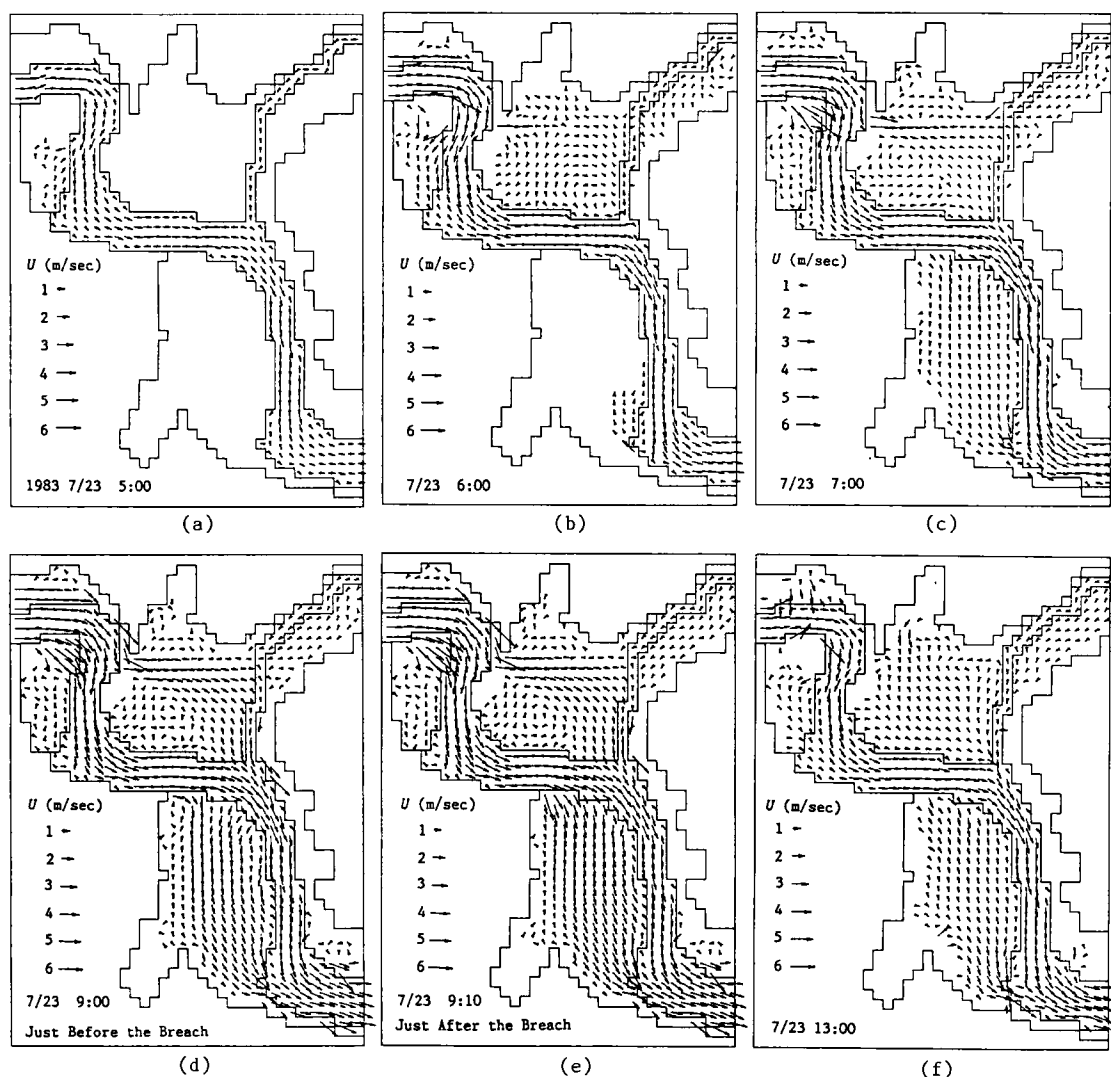 U (m/sec)
1
2
3
4
5
6
1983 7/23 5:00
(a)
U (m/sec)
1
2
3
4
5
6
7/23 6:00
(b)
U (m/sec)
1
2
3
4
5
6
7/23 7:00
(c)
U (m/sec)
1
2
3
4
5
6
7/23 9:00
Just Before the Breach
(d)
U (m/sec)
1
2
3
4
5
6
7/23 9:10
Just After the Breach
(e)
U (m/sec)
1
2
3
4
5
6
7/23 13:00
(f)